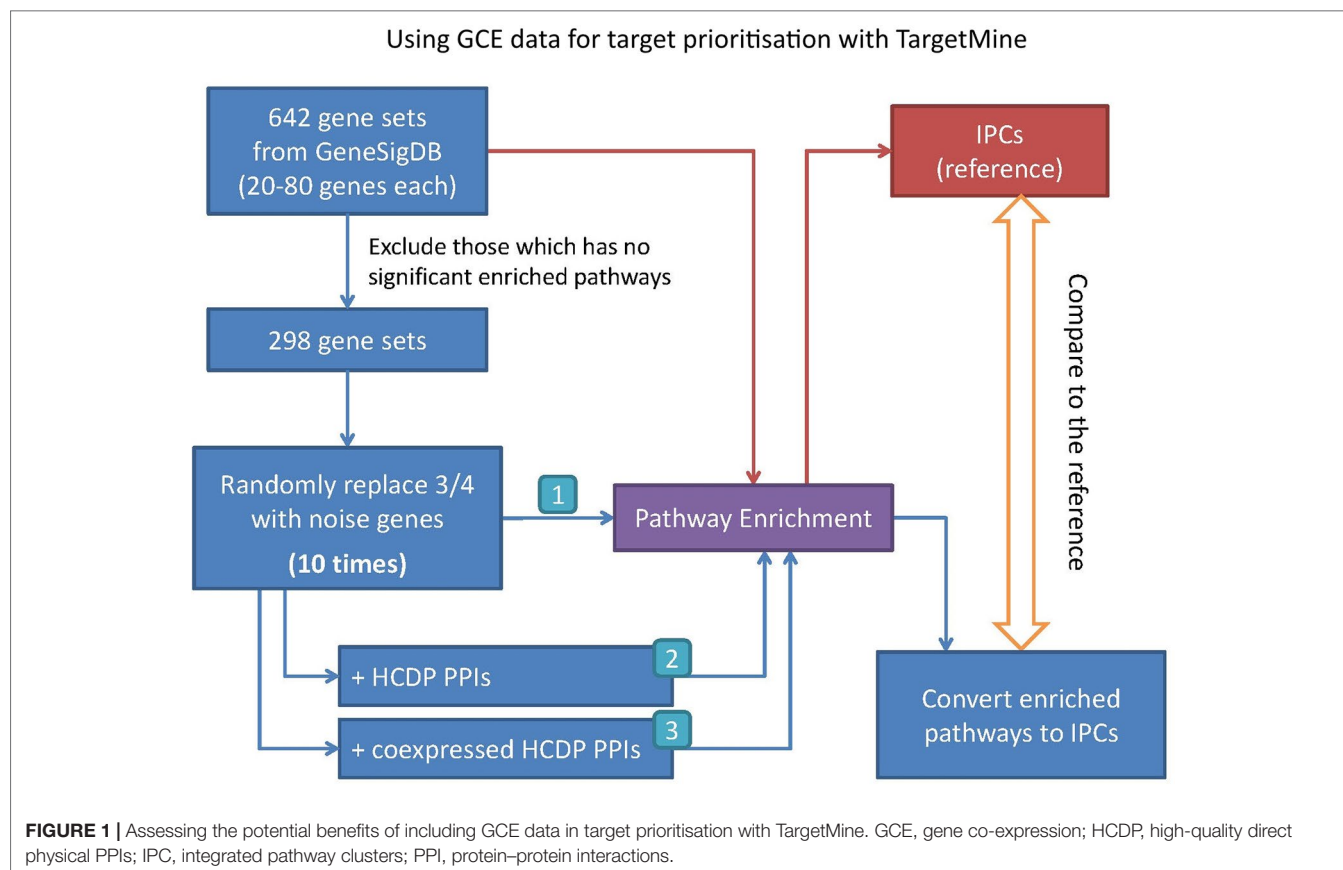 Using GCE data for target prioritisation with TargetMine
642 gene sets
from GeneSigDB
(20-80 genes each)
IPCs
(reference)
Exclude those which has no
significant enriched pathways
298 gene sets
Compare to the reference
Randomly replace 3/4
with noise genes
(10 times)
1
Pathway Enrichment
2
+ HCDP PPIs
3
+ coexpressed HCDP PPIs
Convert enriched
pathways to IPCs
FIGURE 1 | Assessing the potential benefits of including GCE data in target prioritisation with TargetMine. GCE, gene co-expression; HCDP, high-quality direct
physical PPIs; IPC, integrated pathway clusters; PPI, protein–protein interactions.